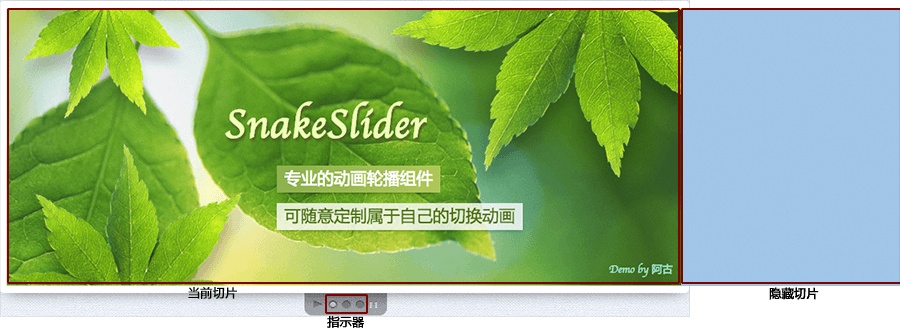 SnakeSlider
专业的动画轮播组件
可随意定制属于自己的切换动画
Demo by 阿古
当前切片
隐藏切片
指示器